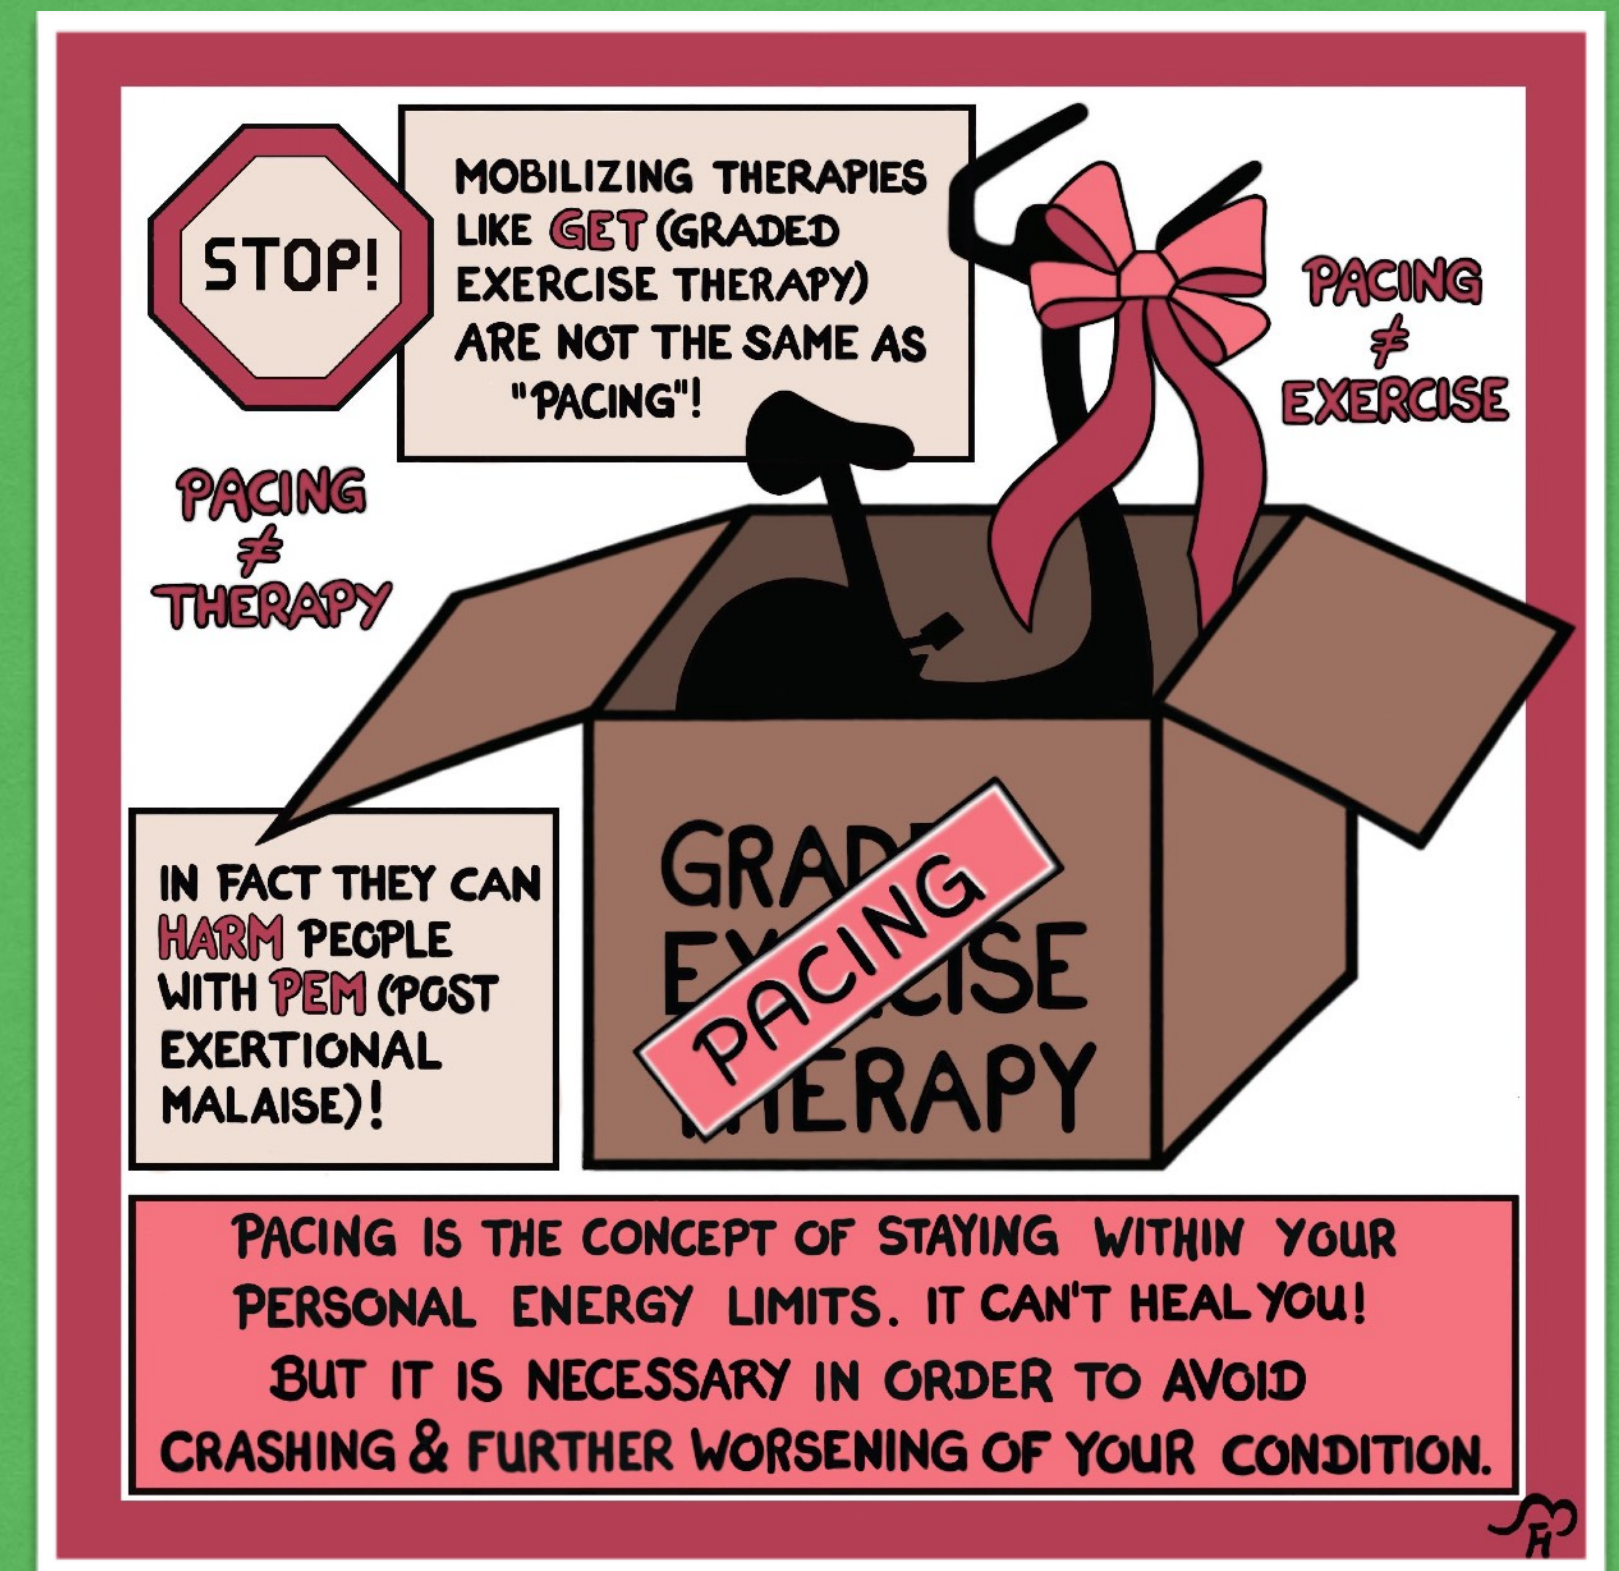 STOP!
MOBILIZING THERAPIES
LIKE GET (GRADED
EXERCISE THERAPY)
ARE NOT THE SAME AS
"PACING"!
PACING
≠
EXERCISE
PACING
≠
THERAPY
IN FACT THEY CAN
HARM PEOPLE
WITH PEM (POST
EXERTIONAL
MALAISE)!
PACING
THERAPY
PACING IS THE CONCEPT OF STAYING WITHIN YOUR
PERSONAL ENERGY LIMITS. IT CAN'T HEAL YOU!
BUT IT IS NECESSARY IN ORDER TO AVOID
CRASHING & FURTHER WORSENING OF YOUR CONDITION.